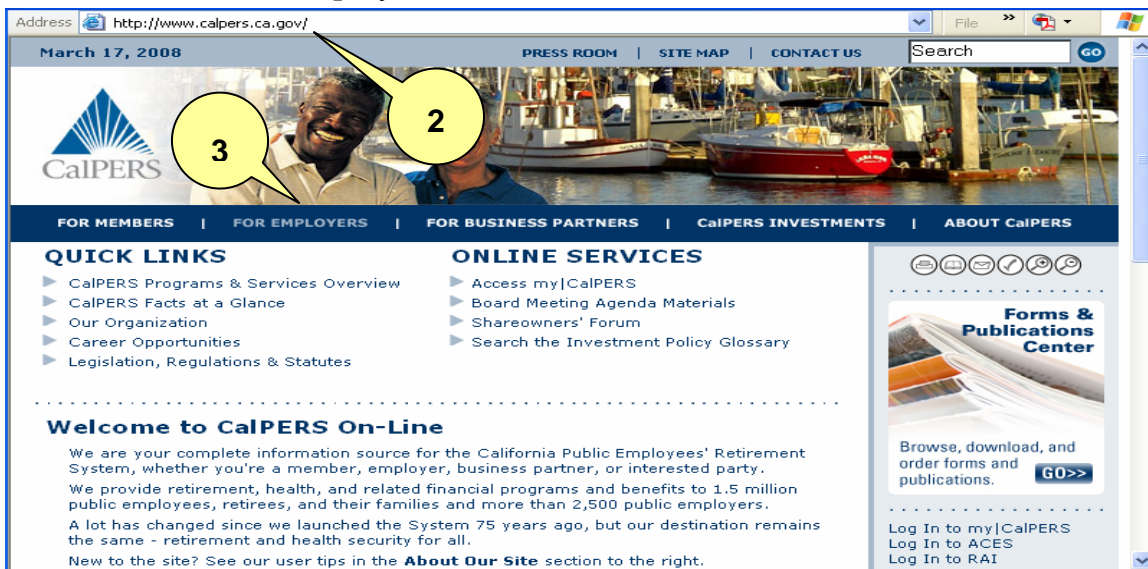 Address http://www.calpers.ca.gov/ File »
March 17, 2008 PRESS ROOM | SITE MAP | CONTACT US Search GO
2
3
CalPERS
FOR MEMBERS | FOR EMPLOYERS | FOR BUSINESS PARTNERS | CalPERS INVESTMENTS | ABOUT CalPERS
QUICK LINKS
CalPERS Programs & Services Overview
CalPERS Facts at a Glance
Our Organization
Career Opportunities
Legislation, Regulations & Statutes
ONLINE SERVICES
Access my|CalPERS
Board Meeting Agenda Materials
Shareowners' Forum
Search the Investment Policy Glossary
Welcome to CalPERS On-Line
We are your complete information source for the California Public Employees' Retirement
System, whether you're a member, employer, business partner, or interested party.
We provide retirement, health, and related financial programs and benefits to 1.5 million
public employees, retirees, and their families and more than 2,500 public employers.
A lot has changed since we launched the System 75 years ago, but our destination remains
the same - retirement and health security for all.
New to the site? See our user tips in the About Our Site section to the right.
Forms &
Publications
Center
Browse, download, and
order forms and
publications. GO>>
Log In to my|CalPERS
Log In to ACES
Log In to RAI